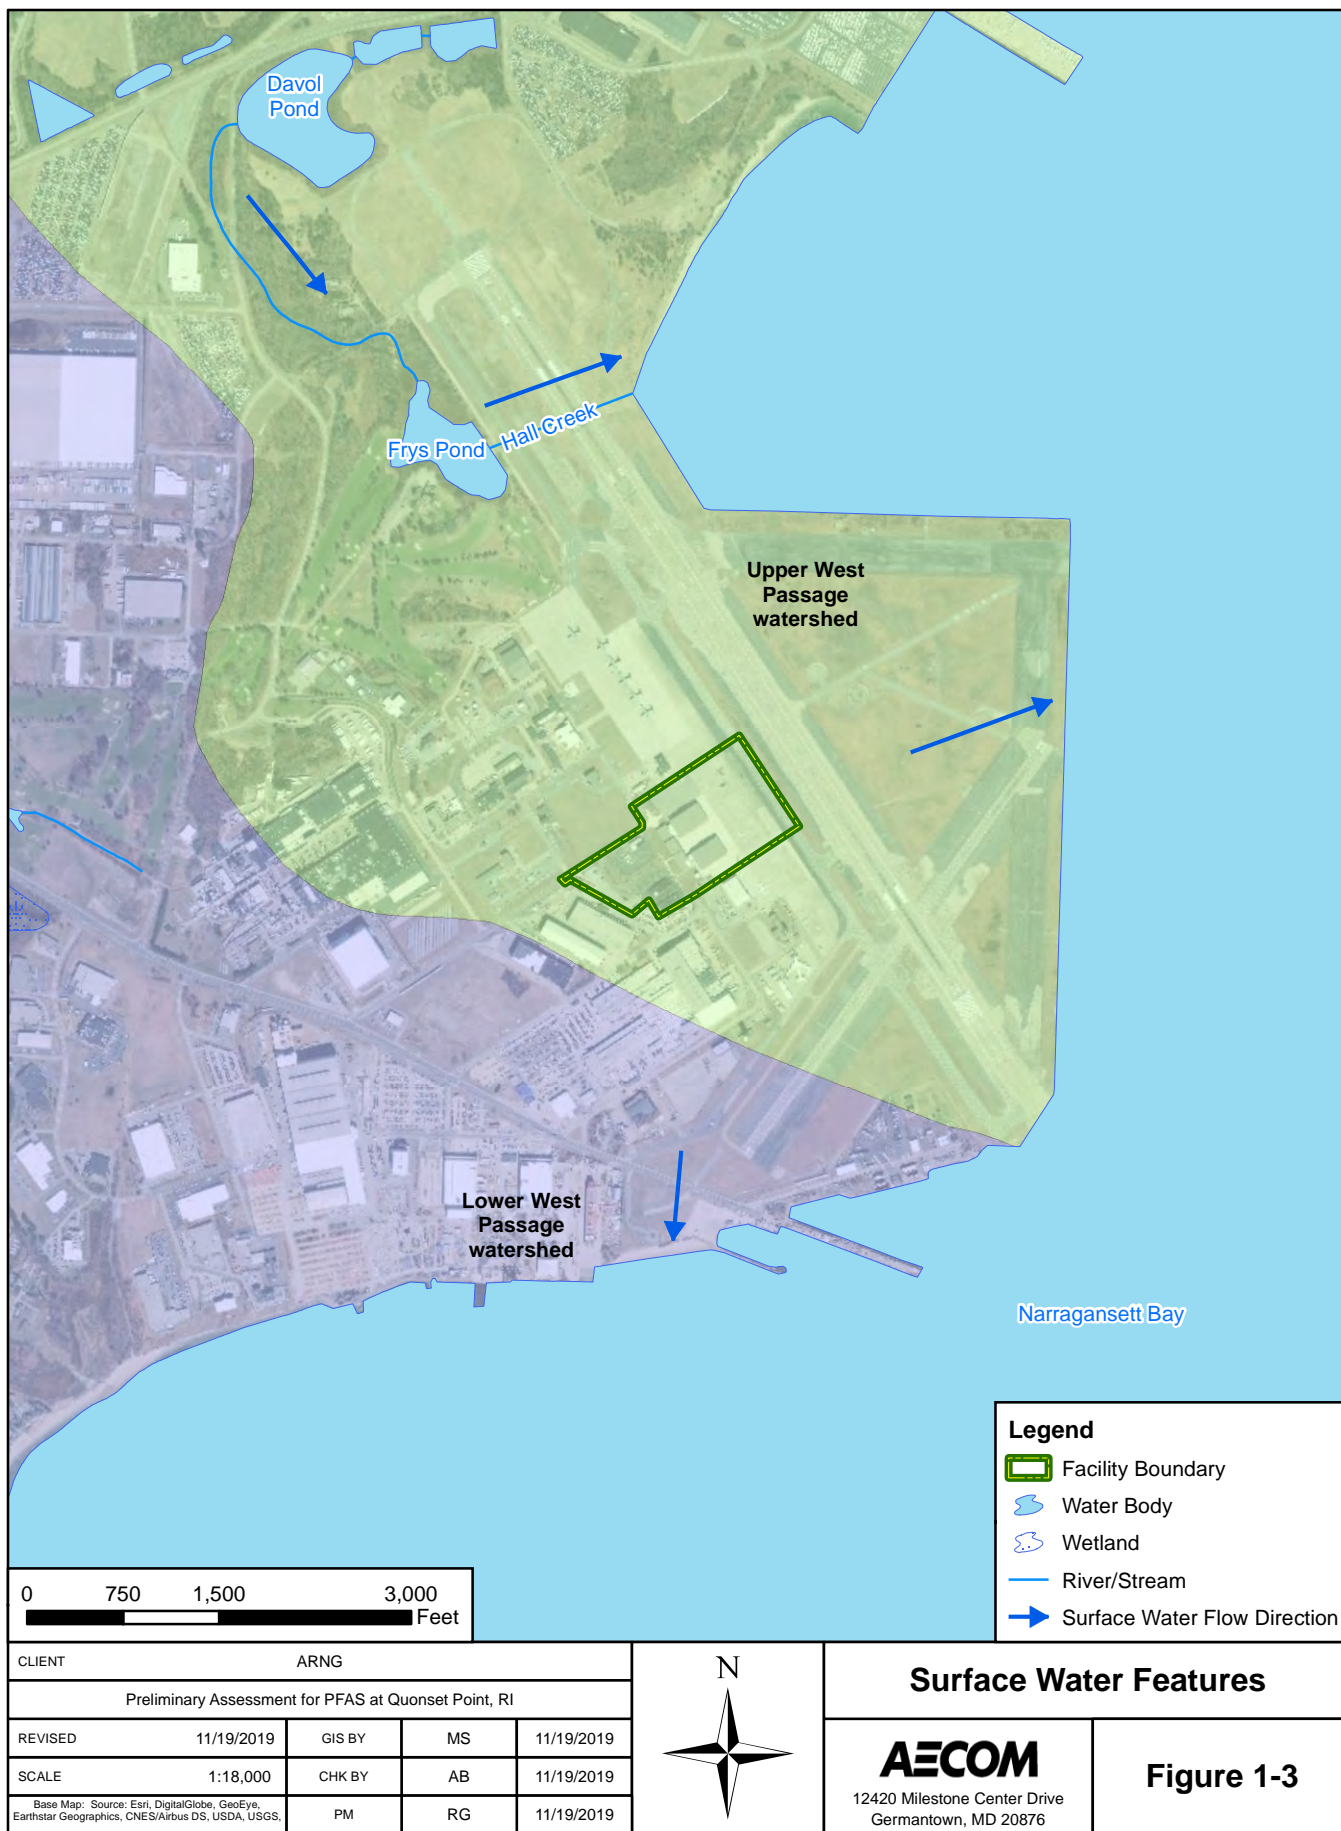 Davol
Pond
Hall Creek
Frys Pond
Upper West
Passage
watershed
Lower West
Passage
watershed
Narragansett Bay
Legend
Facility Boundary
Water Body
Wetland
River/Stream
Surface Water Flow Direction
0 750 1,500 3,000
Feet
CLIENT ARNG
Preliminary Assessment for PFAS at Quonset Point, RI
REVISED 11/19/2019 GIS BY MS 11/19/2019
SCALE 1:18,000 CHK BY AB 11/19/2019
Base Map: Source: Esri, DigitalGlobe, GeoEye,
Earthstar Geographics, CNES/Airbus DS, USDA, USGS,
PM RG 11/19/2019
N
Surface Water Features
AECOM
12420 Milestone Center Drive
Germantown, MD 20876
Figure 1-3